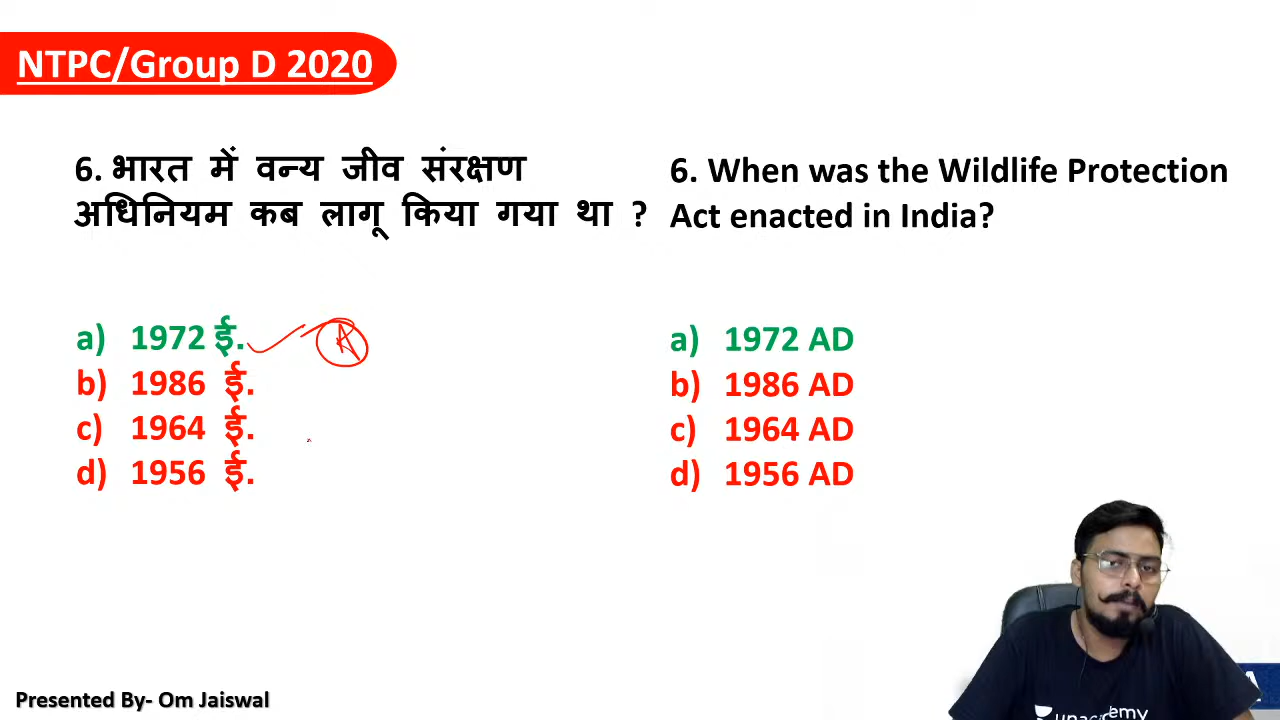 NTPC/Group D 2020
6. भारत में वन्य जीव संरक्षण
अधिनियम कब लागू किया गया था ?
a) 1972 ई.
A
b) 1986 ई.
c) 1964 ई.
d) 1956 ई.
6. When was the Wildlife Protection
Act enacted in India?
a) 1972 AD
b) 1986 AD
c) 1964 AD
d) 1956 AD
Presented By- Om Jaiswal
unacademy
A